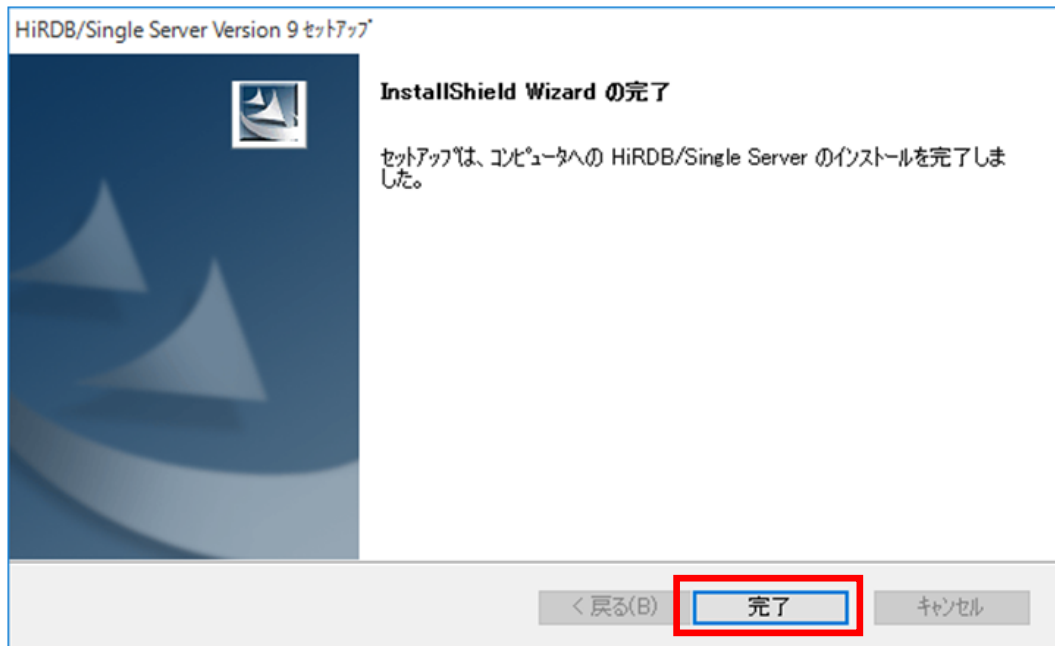 HiRDB/Single Server Version 9 ｾｯﾄｱｯﾌﾟ
InstallShield Wizard の完了
ｾｯﾄｱｯﾌﾟは、ｺﾝﾋﾟｭｰﾀへの HiRDB/Single Server のｲﾝｽﾄｰﾙを完了しま
した。
< 戻る(B)
完了
ｷｬﾝｾﾙ